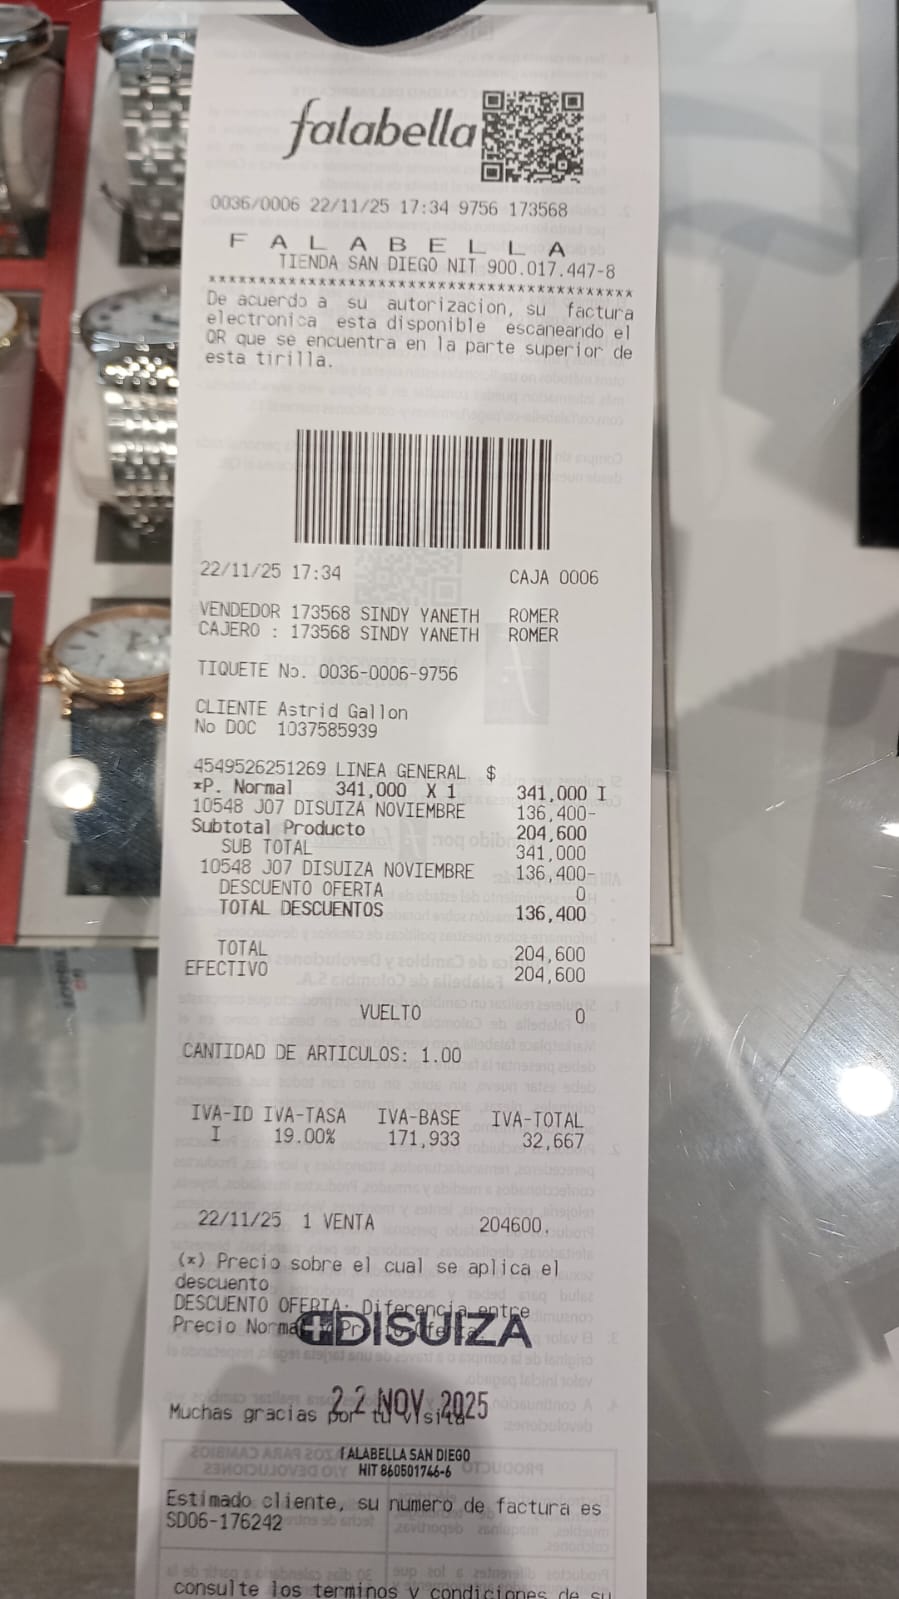 falabella
0036/0006 22/11/25 17:34 9756 173568
F A L A B E L L A
TIENDA SAN DIEGO NIT 900.017.447-8
******************************************
De acuerdo a su autorizacion, su factura
electronica esta disponible escaneando el
QR que se encuentra en la parte superior de
esta tirilla.
22/11/25 17:34 CAJA 0006
VENDEDOR 173568 SINDY YANETH ROMER
CAJERO : 173568 SINDY YANETH ROMER
TIQUETE No. 0036-0006-9756
CLIENTE Astrid Gallon
No DOC 1037585939
4549526251269 LINEA GENERAL $
*P. Normal 341,000 X 1 341,000 I
10548 J07 DISUIZA NOVIEMBRE 136,400-
Subtotal Producto 204,600
SUB TOTAL 341,000
10548 J07 DISUIZA NOVIEMBRE 136,400-
DESCUENTO OFERTA 0
TOTAL DESCUENTOS 136,400
TOTAL 204,600
EFECTIVO 204,600
VUELTO 0
CANTIDAD DE ARTICULOS: 1.00
IVA-ID IVA-TASA IVA-BASE IVA-TOTAL
I 19.00% 171,933 32,667
22/11/25 1 VENTA 204600,
(*) Precio sobre el cual se aplica el
descuento
DESCUENTO OFERTA: Diferencia entre
Precio Normal y Precio Oferta.
DISUIZA
22 NOV 2025
Muchas gracias por tu visita
FALABELLA SAN DIEGO
NIT 860501746-6
Estimado cliente, su numero de factura es
SD06-176242
consulte los terminos y condiciones de su